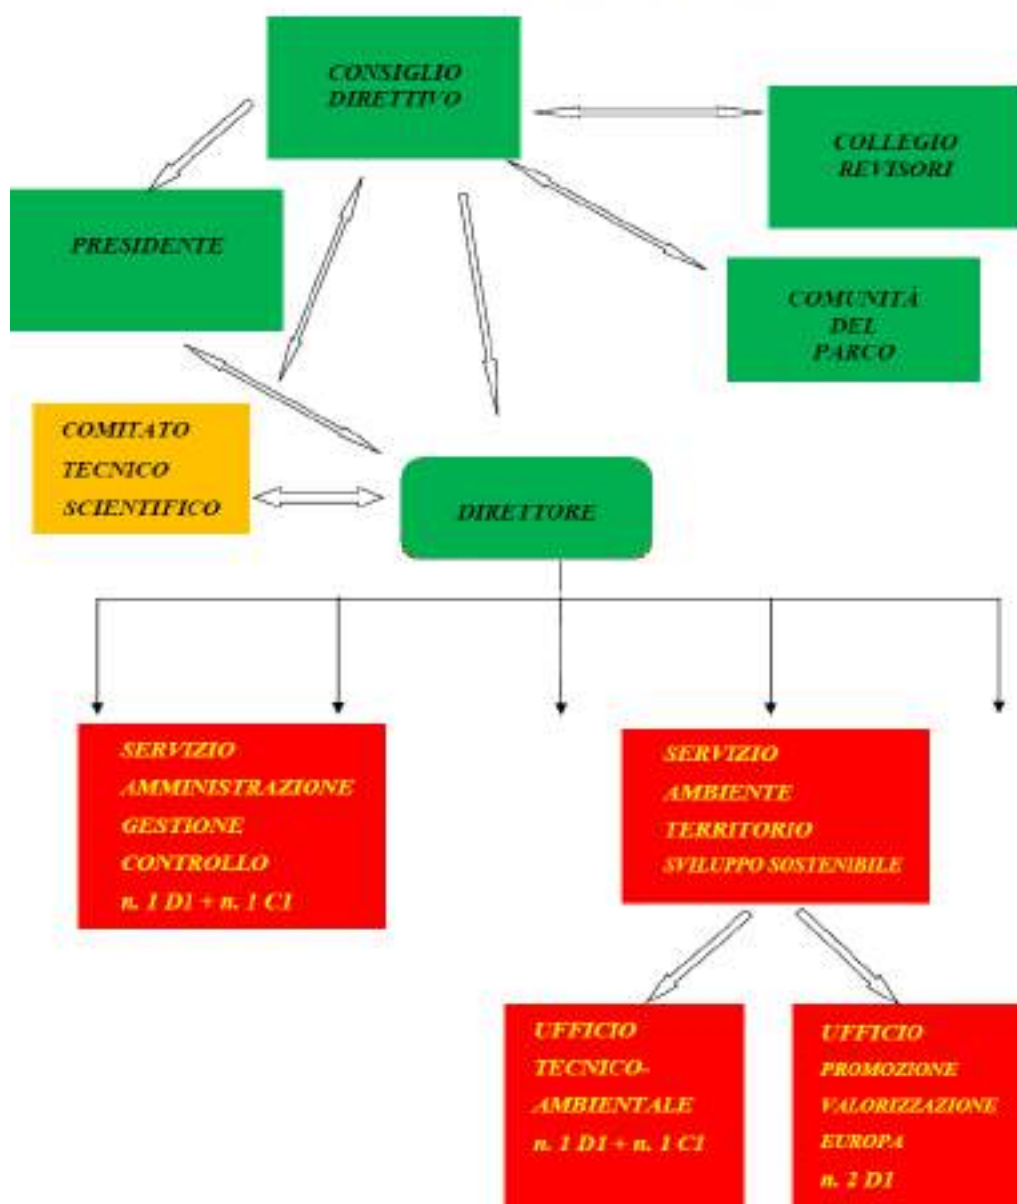 CONSIGLIO
DIRETTIVO
COLLEGIO
REVISORI
PRESIDENTE
COMUNITÀ
DEL
PARCO
COMITATO
TECNICO
SCIENTIFICO
DIRETTORE
SERVIZIO
AMMINISTRAZIONE
GESTIONE
CONTROLLO
n. 1 D1 + n. 1 C1
SERVIZIO
AMBIENTE
TERRITORIO
SVILUPPO SOSTENIBILE
UFFICIO
TECNICO-
AMBIENTALE
n. 1 D1 + n. 1 C1
UFFICIO
PROMOZIONE
VALORIZZAZIONE
EUROPA
n. 2 D1